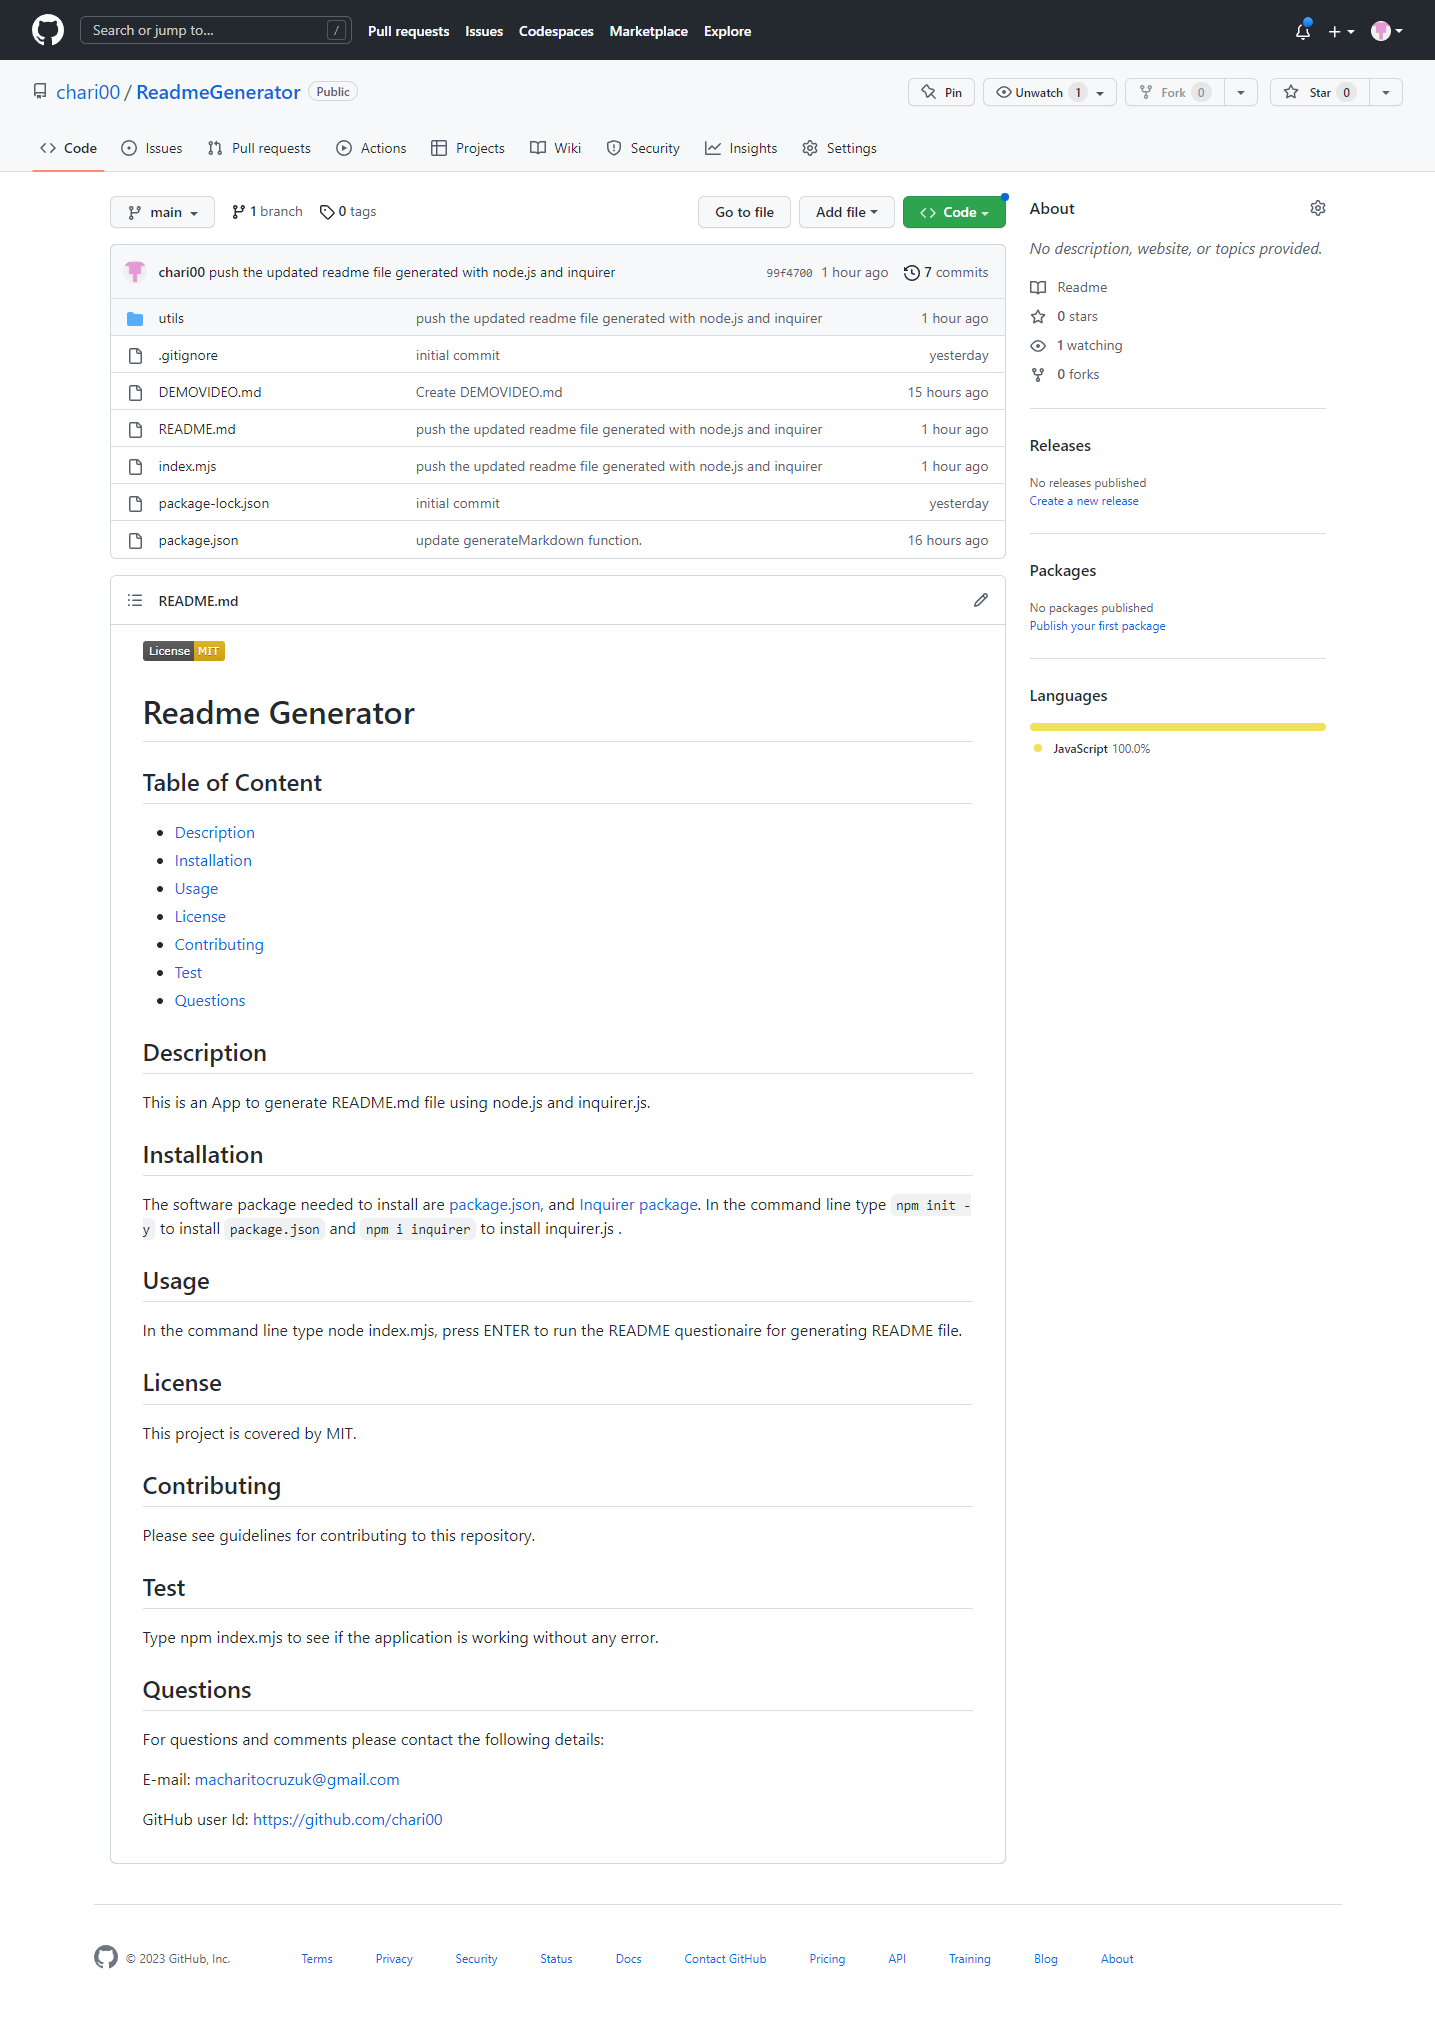 Search or jump to... /
Pull requests Issues Codespaces Marketplace Explore
chari00 / ReadmeGenerator Public
Pin Unwatch 1 Fork 0 Star 0
Code Issues Pull requests Actions Projects Wiki Security Insights Settings
main 1 branch 0 tags
Go to file Add file Code
chari00 push the updated readme file generated with node.js and inquirer 99f4700 1 hour ago 7 commits
utils push the updated readme file generated with node.js and inquirer 1 hour ago
.gitignore initial commit yesterday
DEMOVIDEO.md Create DEMOVIDEO.md 15 hours ago
README.md push the updated readme file generated with node.js and inquirer 1 hour ago
index.mjs push the updated readme file generated with node.js and inquirer 1 hour ago
package-lock.json initial commit yesterday
package.json update generateMarkdown function. 16 hours ago
About
No description, website, or topics provided.
Readme
0 stars
1 watching
0 forks
Releases
No releases published
Create a new release
Packages
No packages published
Publish your first package
Languages
JavaScript 100.0%
README.md
License MIT
Readme Generator
Table of Content
Description
Installation
Usage
License
Contributing
Test
Questions
Description
This is an App to generate README.md file using node.js and inquirer.js.
Installation
The software package needed to install are package.json, and Inquirer package. In the command line type npm init -
y to install package.json and npm i inquirer to install inquirer.js .
Usage
In the command line type node index.mjs, press ENTER to run the README questionaire for generating README file.
License
This project is covered by MIT.
Contributing
Please see guidelines for contributing to this repository.
Test
Type npm index.mjs to see if the application is working without any error.
Questions
For questions and comments please contact the following details:
E-mail: macharitocruzuk@gmail.com
GitHub user Id: https://github.com/chari00
© 2023 GitHub, Inc. Terms Privacy Security Status Docs Contact GitHub Pricing API Training Blog About